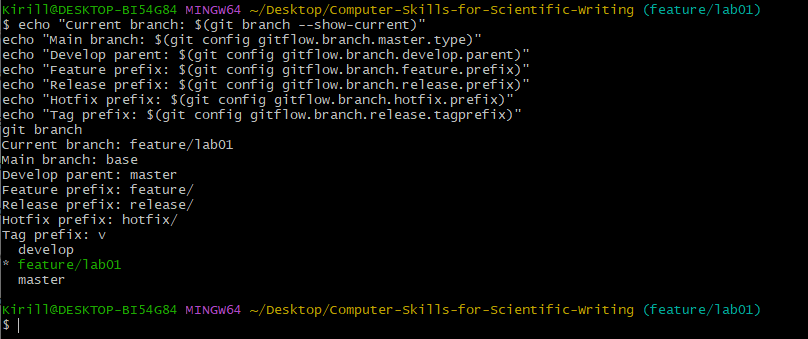 Kirill@DESKTOP-BI54G84 MINGW64 ~/Desktop/Computer-Skills-for-Scientific-Writing (feature/lab01)
$ echo "Current branch: $(git branch --show-current)"
echo "Main branch: $(git config gitflow.branch.master.type)"
echo "Develop parent: $(git config gitflow.branch.develop.parent)"
echo "Feature prefix: $(git config gitflow.branch.feature.prefix)"
echo "Release prefix: $(git config gitflow.branch.release.prefix)"
echo "Hotfix prefix: $(git config gitflow.branch.hotfix.prefix)"
echo "Tag prefix: $(git config gitflow.branch.release.tagprefix)"
git branch
Current branch: feature/lab01
Main branch: base
Develop parent: master
Feature prefix: feature/
Release prefix: release/
Hotfix prefix: hotfix/
Tag prefix: v
  develop
* feature/lab01
  master

Kirill@DESKTOP-BI54G84 MINGW64 ~/Desktop/Computer-Skills-for-Scientific-Writing (feature/lab01)
$